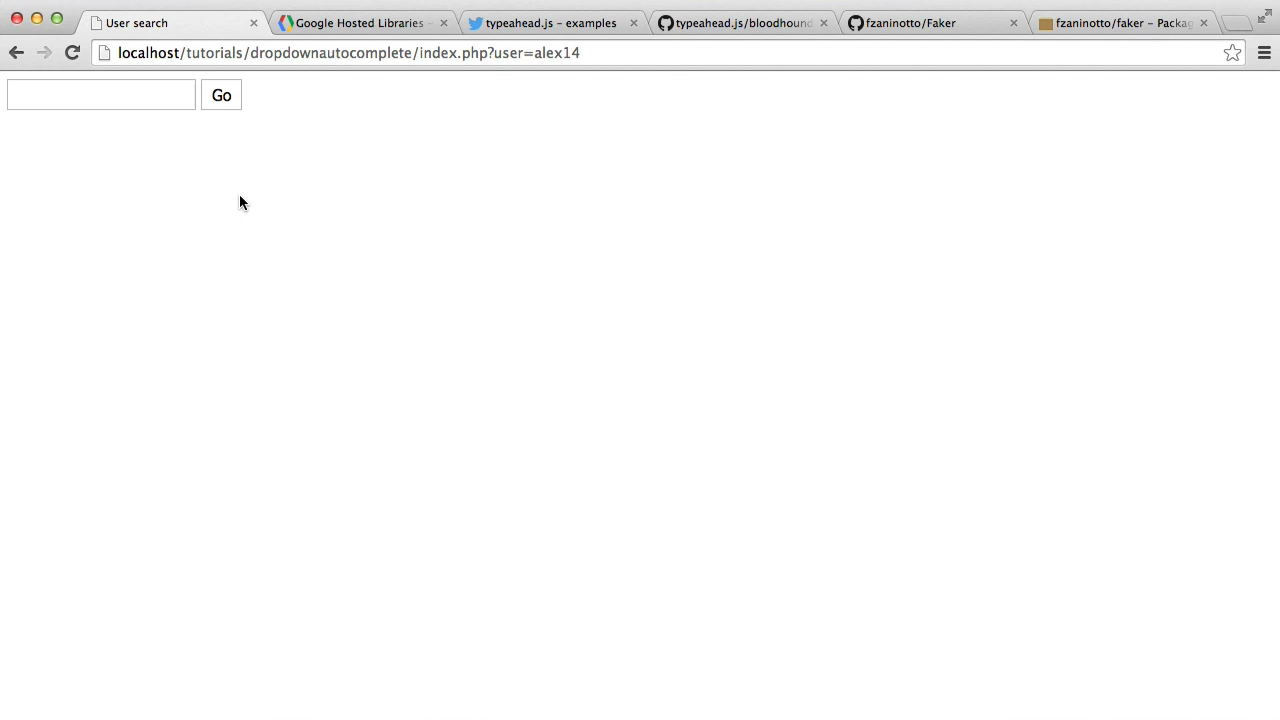 User search
Google Hosted Libraries –
typeahead.js – examples
typeahead.js/bloodhound
fzaninotto/Faker
fzaninotto/faker – Packag
localhost/tutorials/dropdownautocomplete/index.php?user=alex14
Go